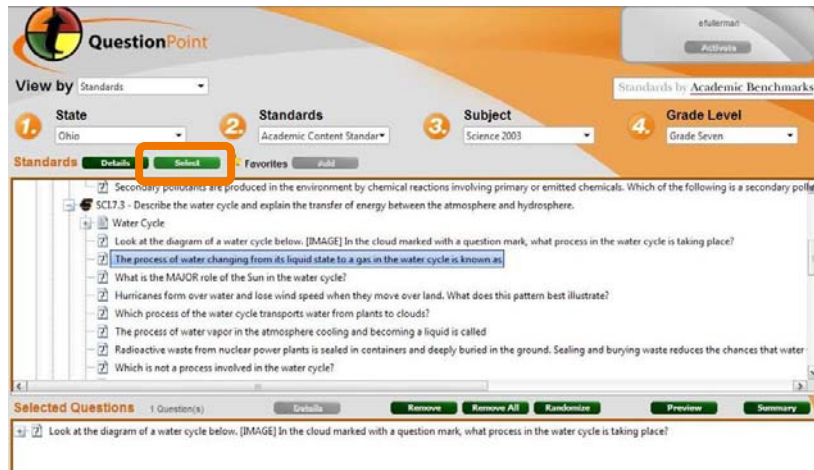 efullerman
QuestionPoint
Activate
View by Standards
Standards by Academic Benchmarks
1. State
Ohio
2. Standards
Academic Content Standar
3. Subject
Science 2003
4. Grade Level
Grade Seven
Standards Details Select Favorites Add
Secondary pollutants are produced in the environment by chemical reactions involving primary or emitted chemicals. Which of the following is a secondary pollu
SCI.7.3 - Describe the water cycle and explain the transfer of energy between the atmosphere and hydrosphere.
Water Cycle
Look at the diagram of a water cycle below. [IMAGE] In the cloud marked with a question mark, what process in the water cycle is taking place?
The process of water changing from its liquid state to a gas in the water cycle is known as
What is the MAJOR role of the Sun in the water cycle?
Hurricanes form over water and lose wind speed when they move over land. What does this pattern best illustrate?
Which process of the water cycle transports water from plants to clouds?
The process of water vapor in the atmosphere cooling and becoming a liquid is called
Radioactive waste from nuclear power plants is sealed in containers and deeply buried in the ground. Sealing and burying waste reduces the chances that water
Which is not a process involved in the water cycle?
Selected Questions 1 Question(s) Details Remove Remove All Randomize Preview Summary
Look at the diagram of a water cycle below. [IMAGE] In the cloud marked with a question mark, what process in the water cycle is taking place?